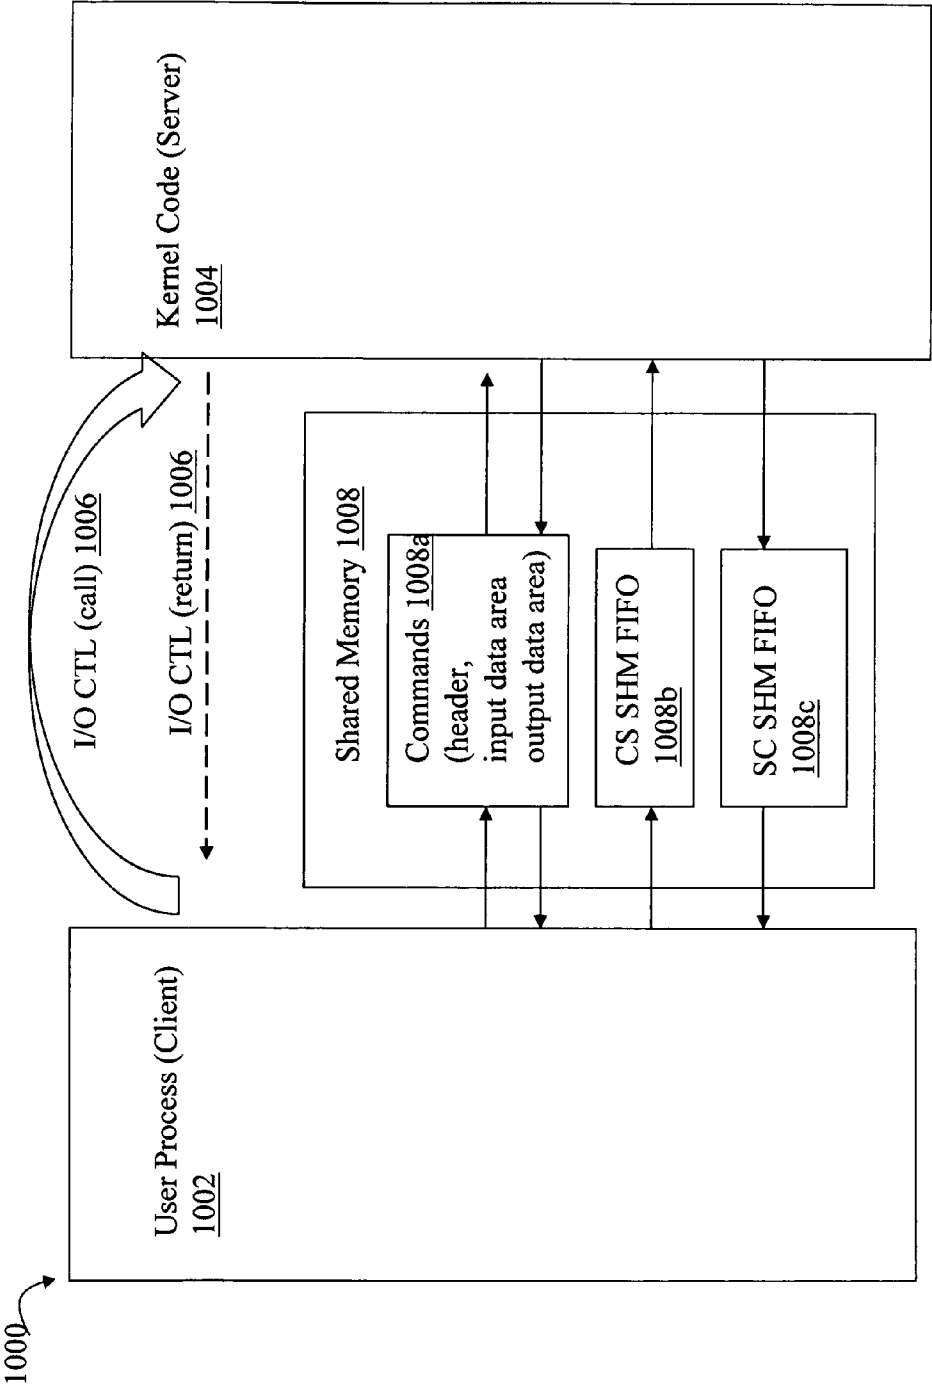 1000
I/O CTL (call) 1006
I/O CTL (return) 1006
User Process (Client)
1002
Shared Memory 1008
Commands 1008a
(header,
input data area
output data area)
CS SHM FIFO
1008b
SC SHM FIFO
1008c
Kernel Code (Server)
1004